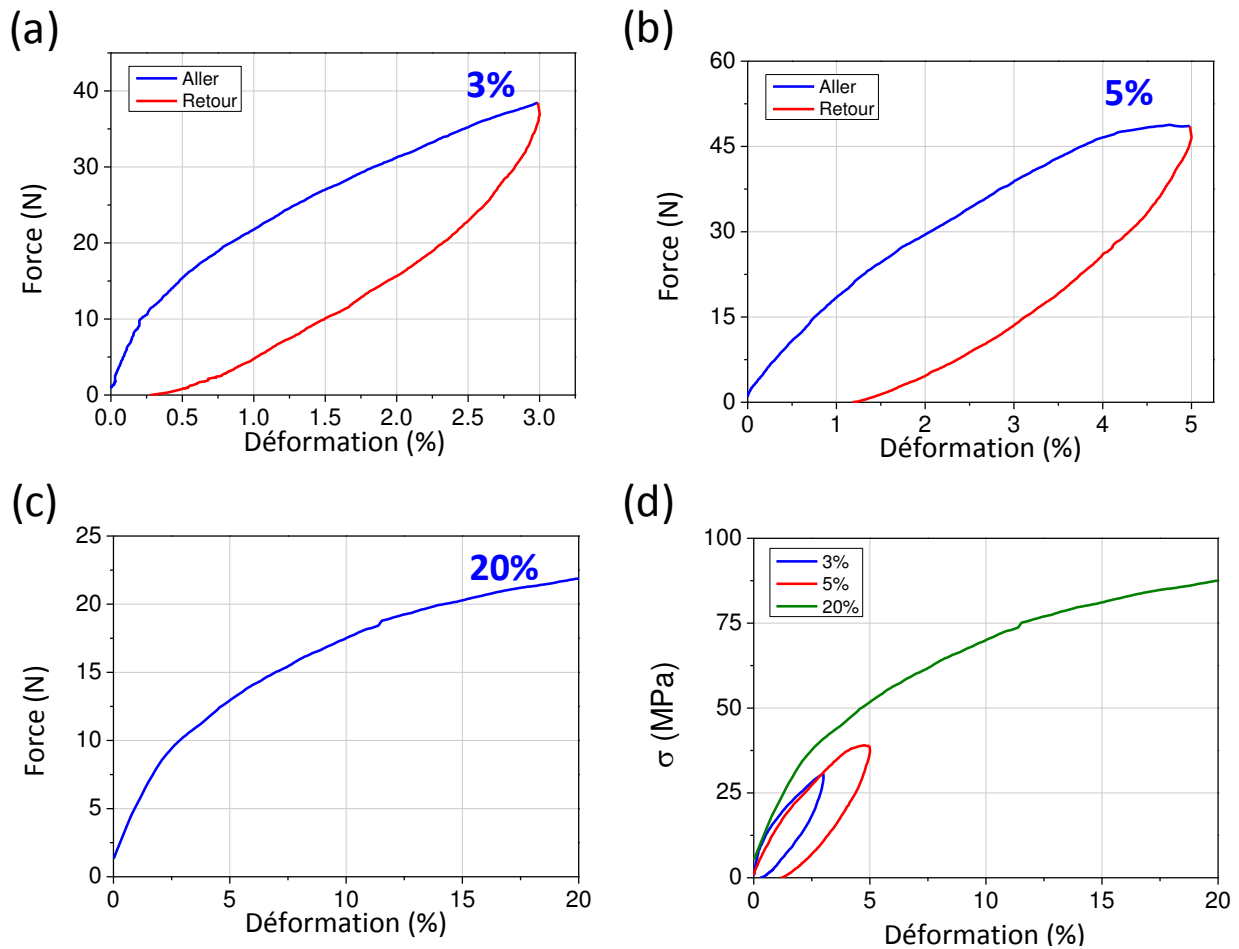 (a)
Force (N)
40
30
20
10
0
Aller
Retour
3%
0.0 0.5 1.0 1.5 2.0 2.5 3.0
Déformation (%)
(b)
Force (N)
60
45
30
15
0
Aller
Retour
5%
0 1 2 3 4 5
Déformation (%)
(c)
Force (N)
25
20
15
10
5
0
20%
0 5 10 15 20
Déformation (%)
(d)
σ (MPa)
100
75
50
25
0
3%
5%
20%
0 5 10 15 20
Déformation (%)